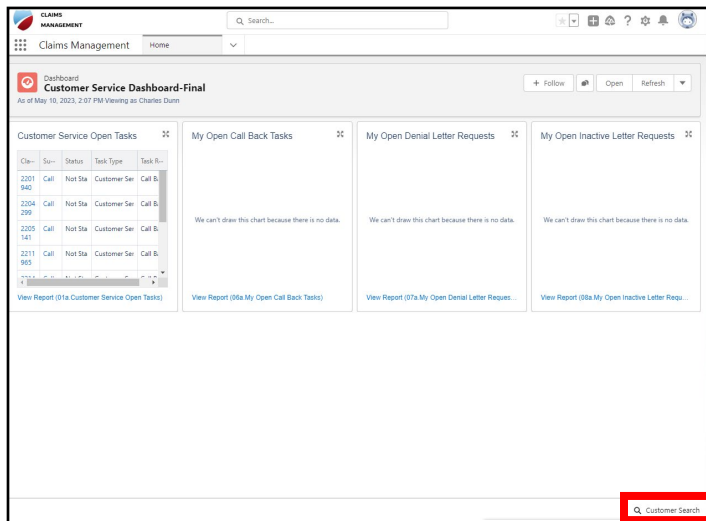 CLAIMS
MANAGEMENT
Search...
Claims Management
Home
Dashboard
Customer Service Dashboard-Final
As of May 10, 2023, 2:07 PM Viewing as Charles Dunn
+ Follow
Open
Refresh
Customer Service Open Tasks
Cla-- Su-- Status Task Type Task R--
2201 940 Call Not Sta Customer Ser Call Ba
2204 299 Call Not Sta Customer Ser Call Ba
2205 141 Call Not Sta Customer Ser Call Ba
2211 965 Call Not Sta Customer Ser Call Ba
View Report (01a.Customer Service Open Tasks)
My Open Call Back Tasks
We can't draw this chart because there is no data.
View Report (06a.My Open Call Back Tasks)
My Open Denial Letter Requests
We can't draw this chart because there is no data.
View Report (07a.My Open Denial Letter Reques...
My Open Inactive Letter Requests
We can't draw this chart because there is no data.
View Report (08a.My Open Inactive Letter Requ...
Customer Search